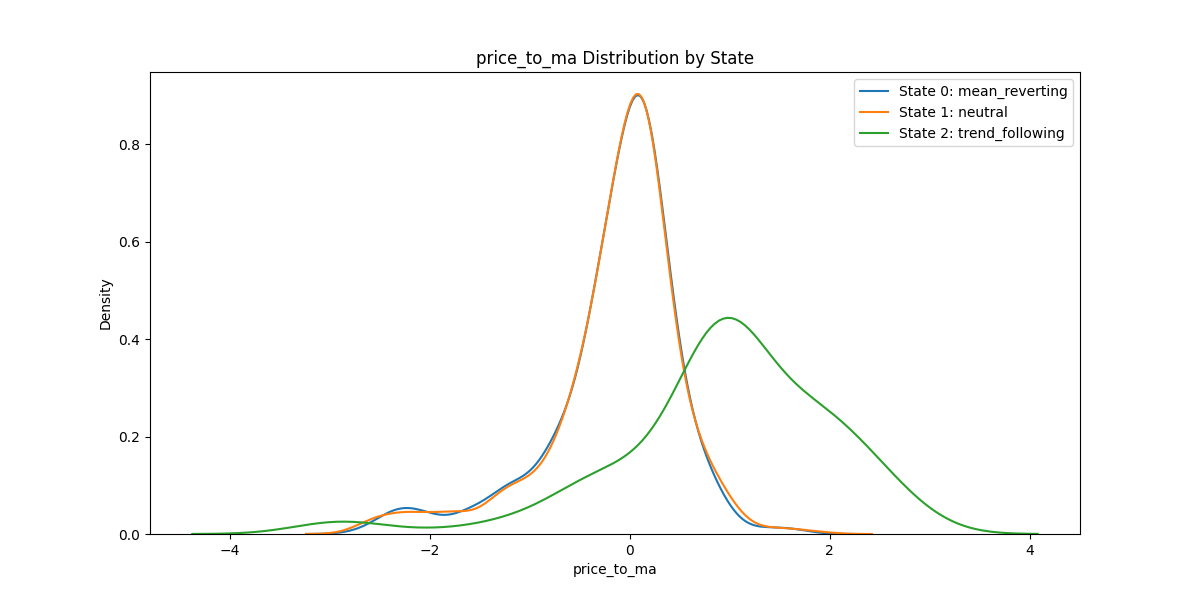 price_to_ma Distribution by State
State 0: mean_reverting
State 1: neutral
State 2: trend_following
Density
0.8
0.6
0.4
0.2
0.0
−4
−2
0
2
4
price_to_ma